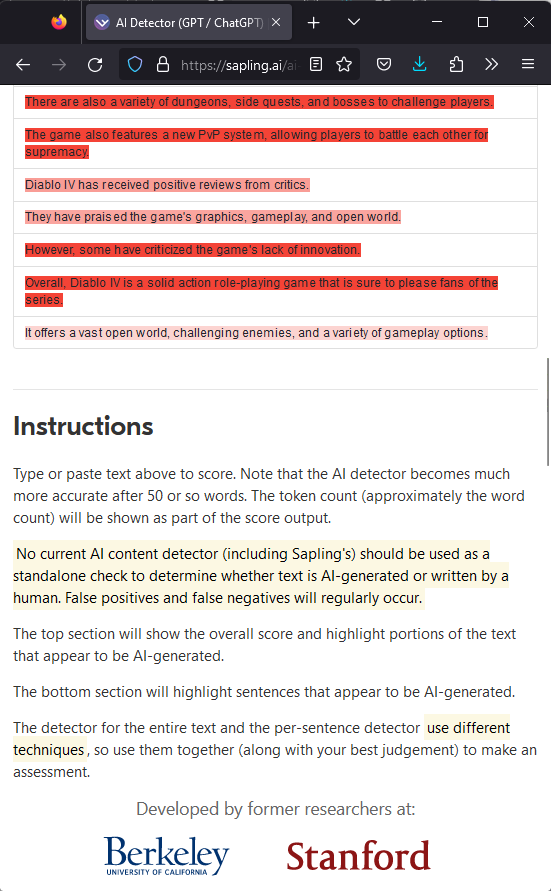 AI Detector (GPT / ChatGPT)
https://sapling.ai/ai-
There are also a variety of dungeons, side quests, and bosses to challenge players.
The game also features a new PvP system, allowing players to battle each other for
supremacy.
Diablo IV has received positive reviews from critics.
They have praised the game's graphics, gameplay, and open world.
However, some have criticized the game's lack of innovation.
Overall, Diablo IV is a solid action role-playing game that is sure to please fans of the
series.
It offers a vast open world, challenging enemies, and a variety of gameplay options.
Instructions
Type or paste text above to score. Note that the AI detector becomes much
more accurate after 50 or so words. The token count (approximately the word
count) will be shown as part of the score output.
No current AI content detector (including Sapling's) should be used as a
standalone check to determine whether text is AI-generated or written by a
human. False positives and false negatives will regularly occur.
The top section will show the overall score and highlight portions of the text
that appear to be AI-generated.
The bottom section will highlight sentences that appear to be AI-generated.
The detector for the entire text and the per-sentence detector use different
techniques, so use them together (along with your best judgement) to make an
assessment.
Developed by former researchers at:
Berkeley
UNIVERSITY OF CALIFORNIA
Stanford